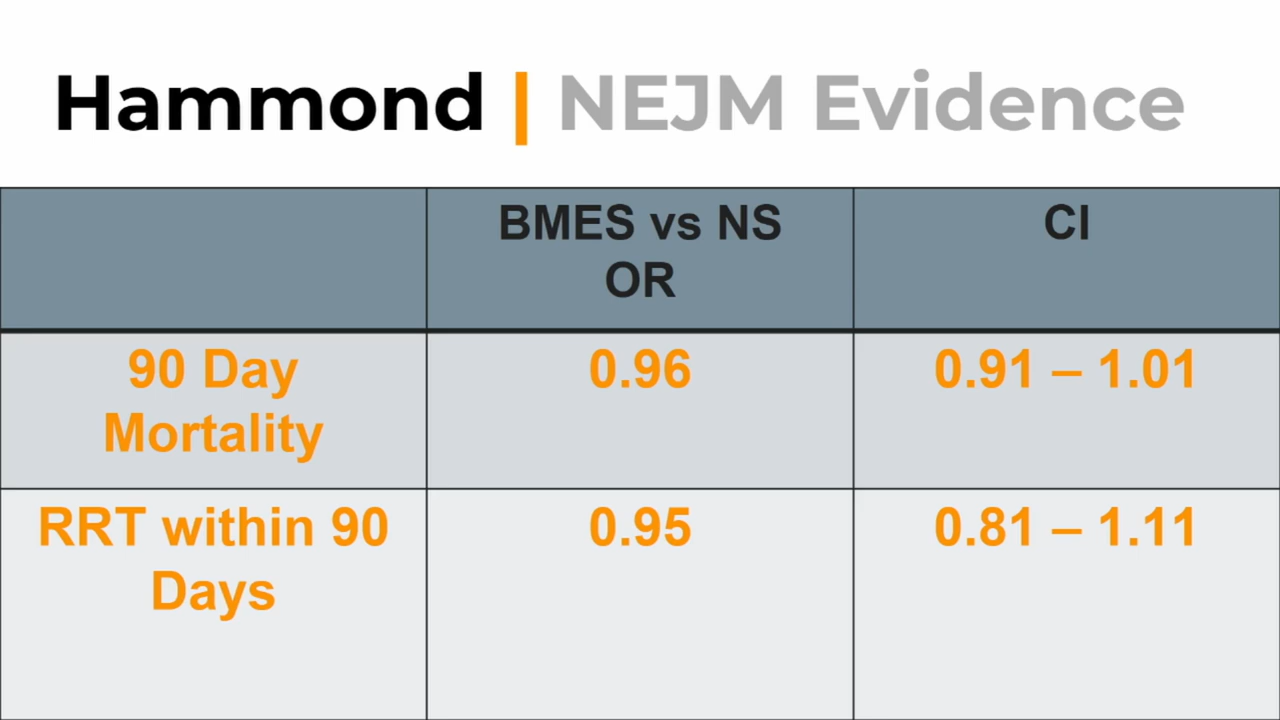 Hammond | NEJM Evidence
BMES vs NS
OR
CI
90 Day
Mortality
0.96
0.91 – 1.01
RRT within 90
Days
0.95
0.81 – 1.11